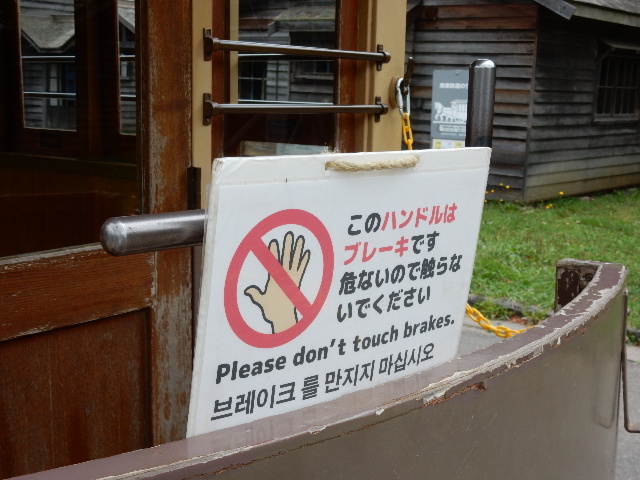 このハンドルは
ブレーキです
危ないので触らな
いでください
Please don't touch brakes.
브레이크 를 만지지 마십시오